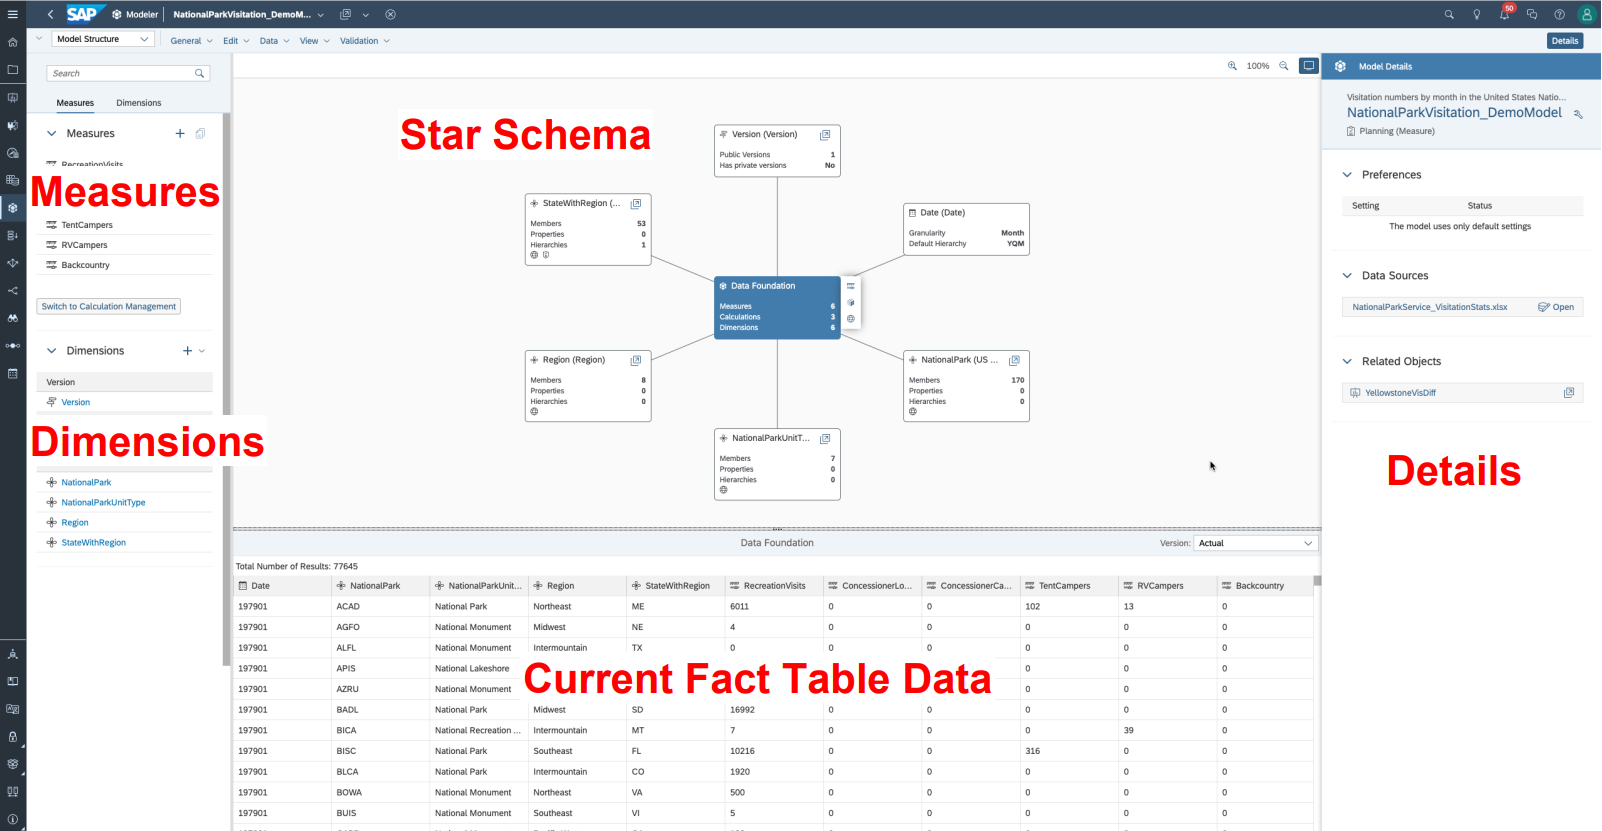 SAP Modeler NationalParkVisitation_DemoM... 50
Model Structure General Edit Data View Validation Details
Search
Measures Dimensions
Measures
RecreationVisits
Measures
TentCampers
RVCampers
Backcountry
Switch to Calculation Management
Dimensions
Version
Version
Dimensions
NationalPark
NationalParkUnitType
Region
StateWithRegion
100%
Star Schema
Version (Version)
Public Versions 1
Has private versions No
StateWithRegion (...
Members 53
Properties 0
Hierarchies 1
Date (Date)
Granularity Month
Default Hierarchy YQM
Data Foundation
Measures 6
Calculations 3
Dimensions 6
Region (Region)
Members 8
Properties 0
Hierarchies 0
NationalPark (US ...
Members 170
Properties 0
Hierarchies 0
NationalParkUnitT...
Members 7
Properties 0
Hierarchies 0
Model Details
Visitation numbers by month in the United States Natio...
NationalParkVisitation_DemoModel
Planning (Measure)
Preferences
Setting Status
The model uses only default settings
Data Sources
NationalParkService_VisitationStats.xlsx Open
Related Objects
YellowstoneVisDiff
Details
Data Foundation Version: Actual
Total Number of Results: 77645
Date NationalPark NationalParkUnit... Region StateWithRegion RecreationVisits ConcessionerLo... ConcessionerCa... TentCampers RVCampers Backcountry
197901 ACAD National Park Northeast ME 6011 0 0 102 13 0
197901 AGFO National Monument Midwest NE 4 0 0 0 0 0
197901 ALFL National Monument Intermountain TX 0 0 0 0 0 0
197901 APIS National Lakeshore 0 0 0
Current Fact Table Data
197901 AZRU National Monument 0 0 0
197901 BADL National Park Midwest SD 16992 0 0 0 0 0
197901 BICA National Recreation ... Intermountain MT 7 0 0 0 39 0
197901 BISC National Park Southeast FL 10216 0 0 316 0 0
197901 BLCA National Park Intermountain CO 1920 0 0 0 0 0
197901 BOWA National Monument Northeast VA 500 0 0 0 0 0
197901 BUIS National Monument Southeast VI 5 0 0 0 0 0